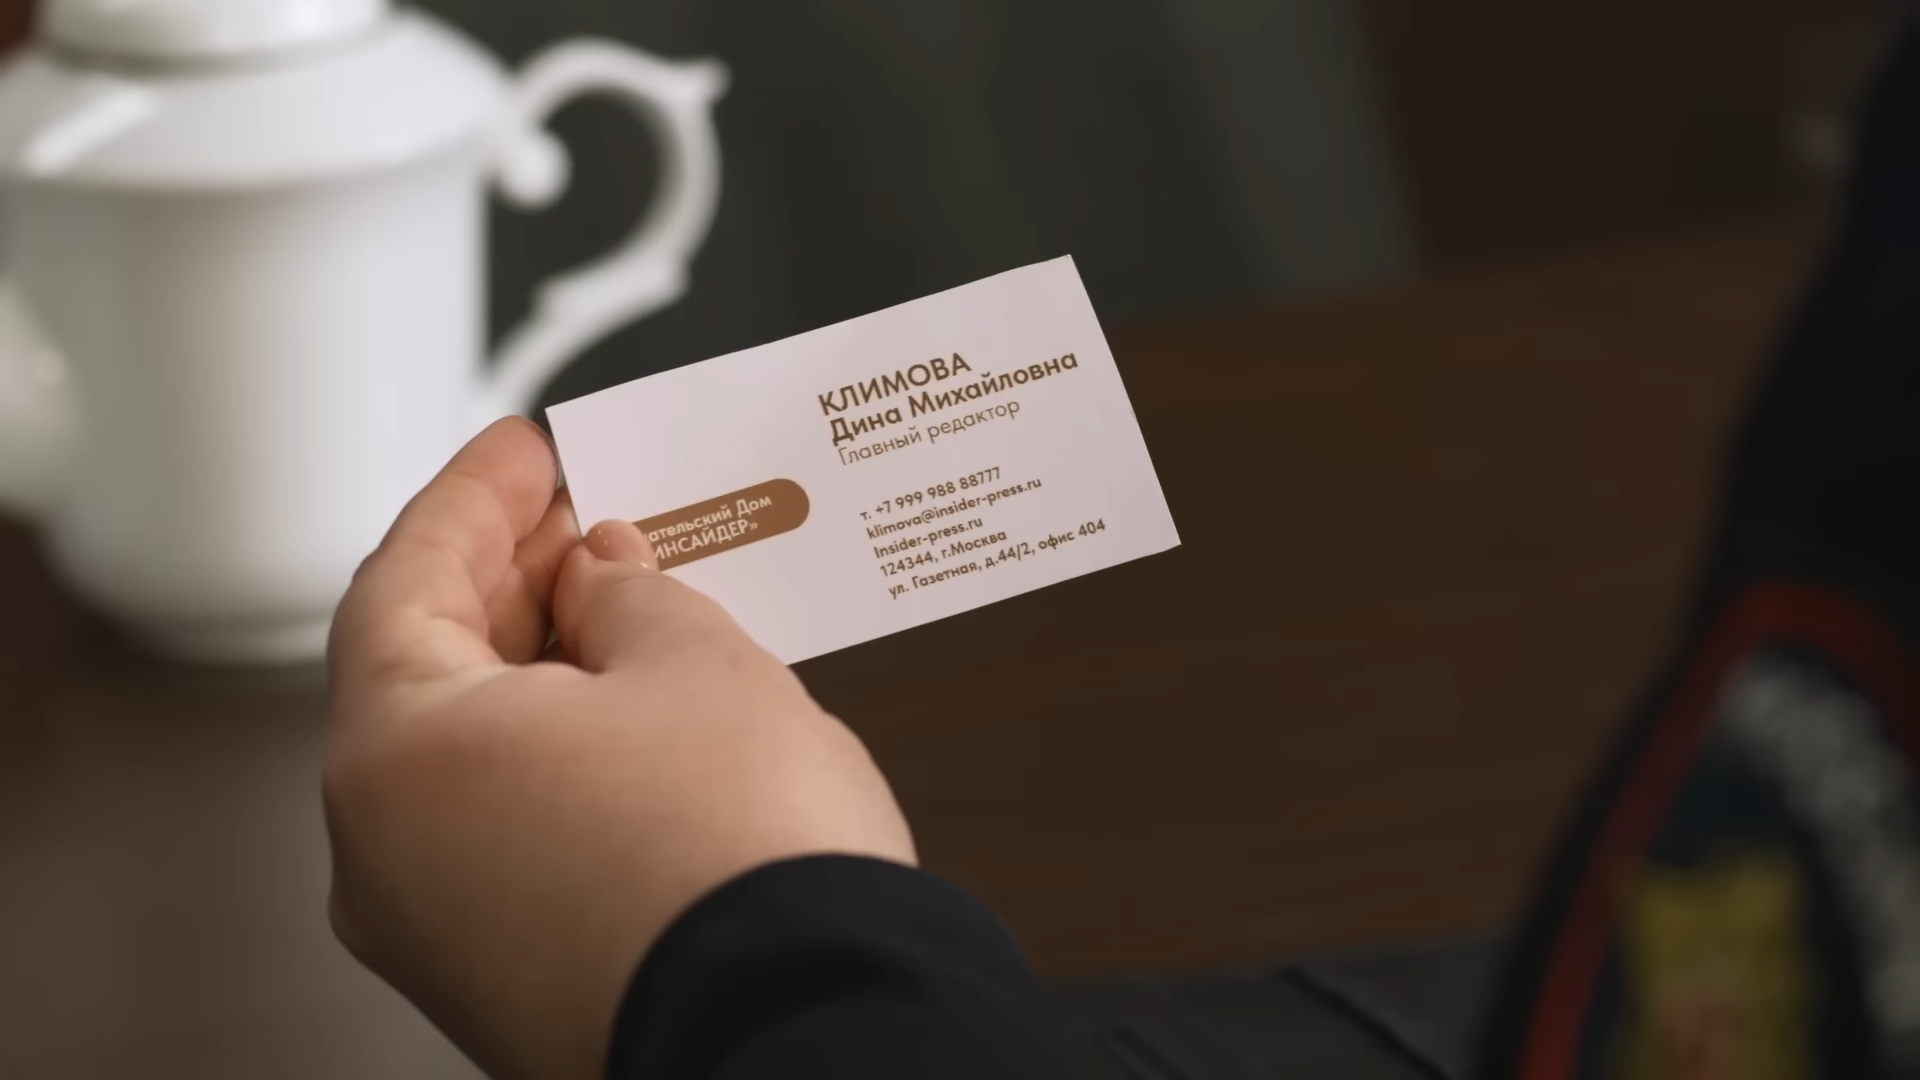 КЛИМОВА
Дина Михайловна
Главный редактор
ательский Дом
ИНСАЙДЕР»
т. +7 999 988 88777
klimova@insider-press.ru
Insider-press.ru
124344, г.Москва
ул. Газетная, д.44/2, офис 404